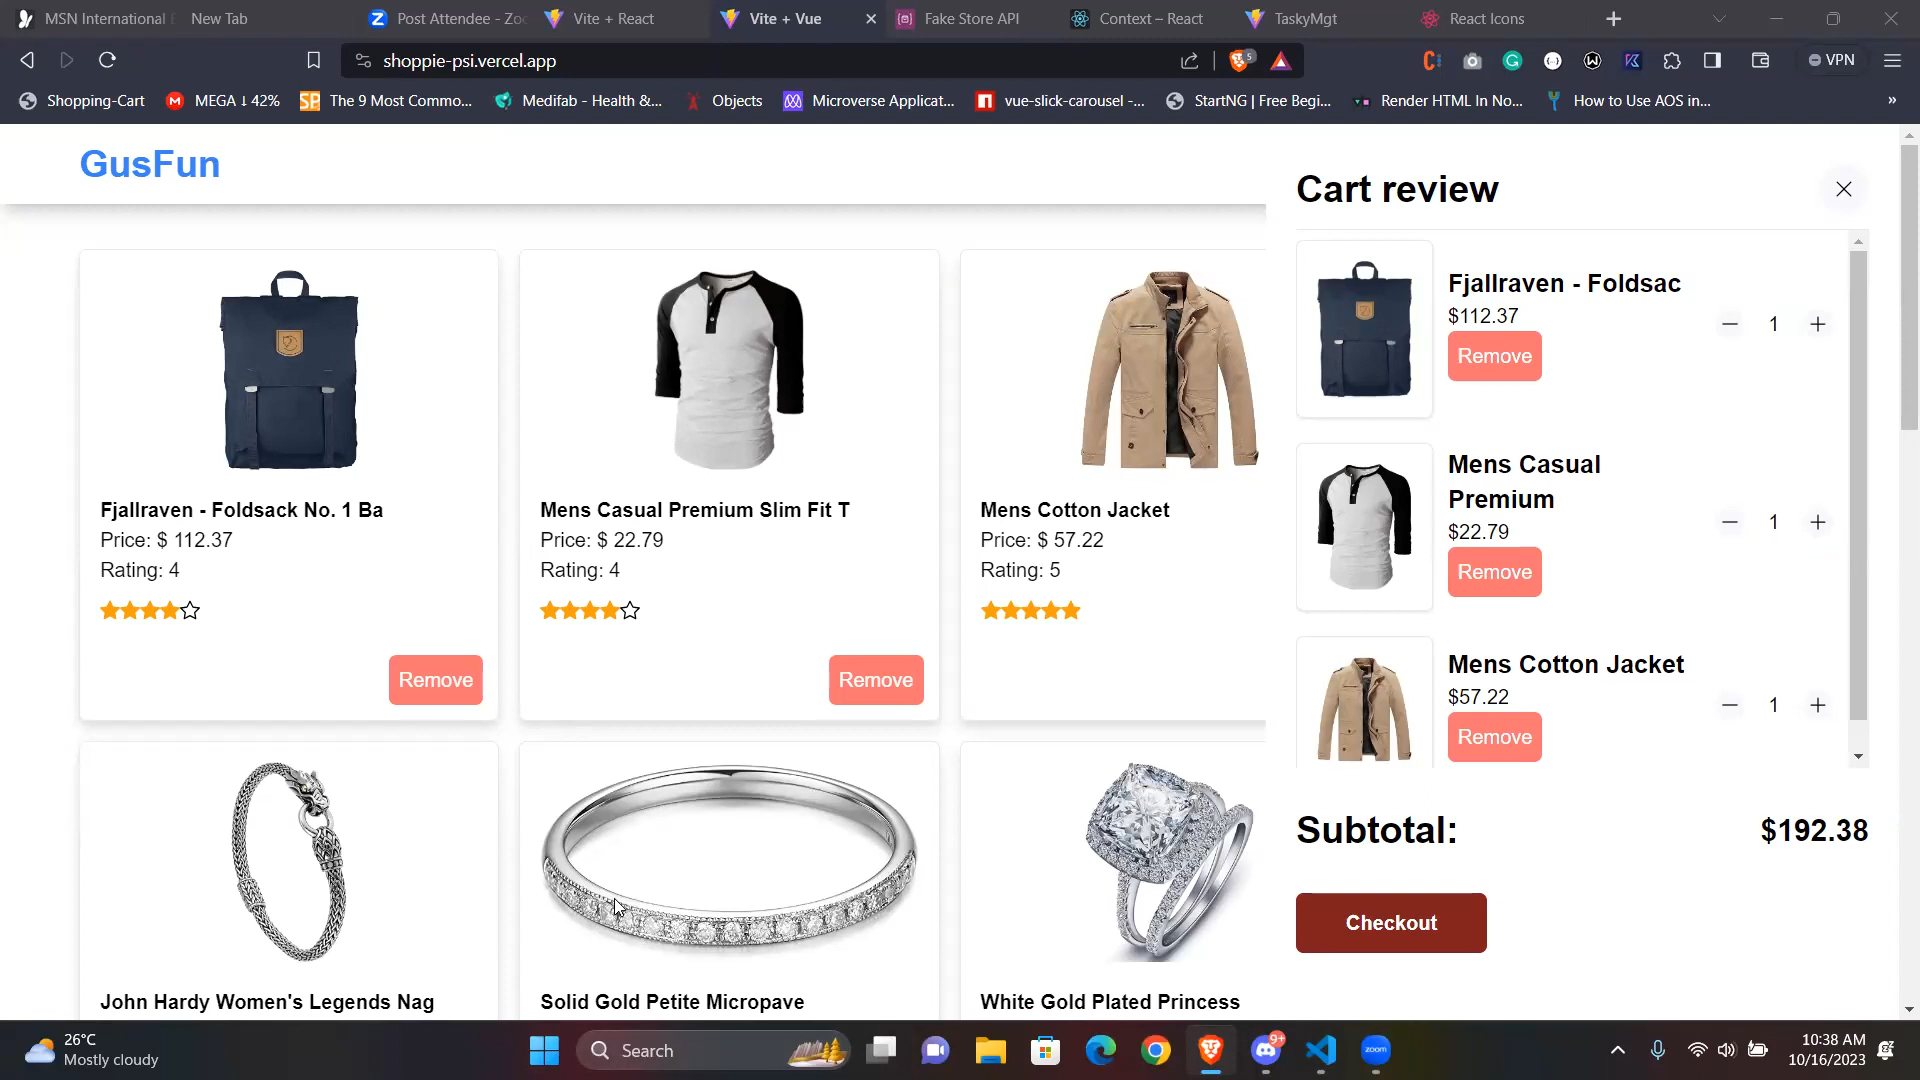 MSN International E
New Tab
Post Attendee - Zoo
Vite + React
Vite + Vue
Fake Store API
Context – React
TaskyMgt
React Icons
shoppie-psi.vercel.app
5
VPN
Shopping-Cart
MEGA ⭳ 42%
The 9 Most Commo...
Medifab - Health &...
Objects
Microverse Applicat...
vue-slick-carousel -...
StartNG | Free Begi...
Render HTML In No...
How to Use AOS in...
»
GusFun
Fjallraven - Foldsack No. 1 Ba
Price: $ 112.37
Rating: 4
Remove
Mens Casual Premium Slim Fit T
Price: $ 22.79
Rating: 4
Remove
Mens Cotton Jacket
Price: $ 57.22
Rating: 5
John Hardy Women's Legends Nag
Solid Gold Petite Micropave
White Gold Plated Princess
Cart review
Fjallraven - Foldsac
$112.37
Remove
1
Mens Casual
Premium
$22.79
Remove
1
Mens Cotton Jacket
$57.22
Remove
1
Subtotal:
$192.38
Checkout
26°C
Mostly cloudy
Search
9+
zoom
10:38 AM
10/16/2023